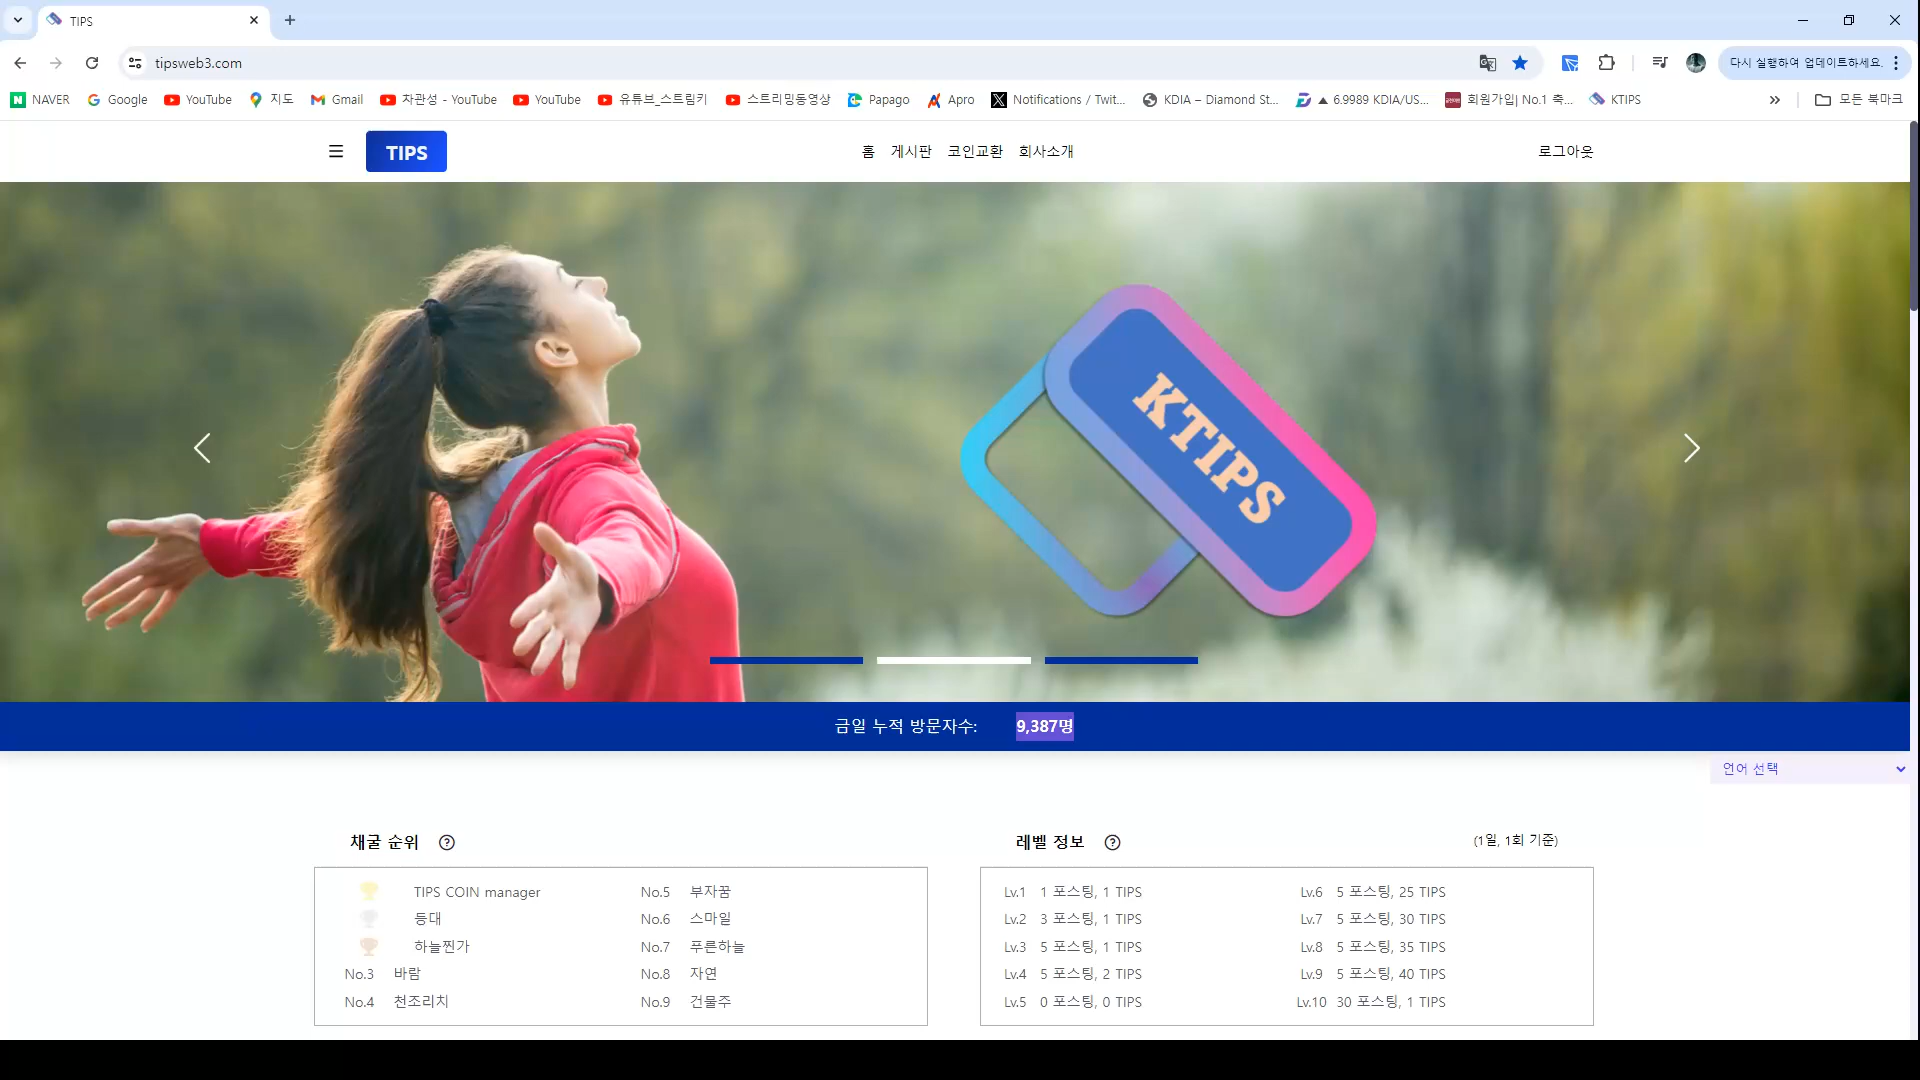 TIPS
tipsweb3.com
다시 실행하여 업데이트하세요.
NAVER Google YouTube 지도 Gmail 차관성 - YouTube YouTube 유튜브_스트림키 스트리밍동영상 Papago Apro Notifications / Twit... KDIA – Diamond St... ▲ 6.9989 KDIA/US... 회원가입| No.1 축... KTIPS » 모든 북마크
TIPS 홈 게시판 코인교환 회사소개 로그아웃
KTIPS
금일 누적 방문자수: 9,387명
언어 선택
채굴 순위
TIPS COIN manager No.5 부자꿈
등대 No.6 스마일
하늘찐가 No.7 푸른하늘
No.3 바람 No.8 자연
No.4 천조리치 No.9 건물주
레벨 정보 (1일, 1회 기준)
Lv.1 1 포스팅, 1 TIPS Lv.6 5 포스팅, 25 TIPS
Lv.2 3 포스팅, 1 TIPS Lv.7 5 포스팅, 30 TIPS
Lv.3 5 포스팅, 1 TIPS Lv.8 5 포스팅, 35 TIPS
Lv.4 5 포스팅, 2 TIPS Lv.9 5 포스팅, 40 TIPS
Lv.5 0 포스팅, 0 TIPS Lv.10 30 포스팅, 1 TIPS